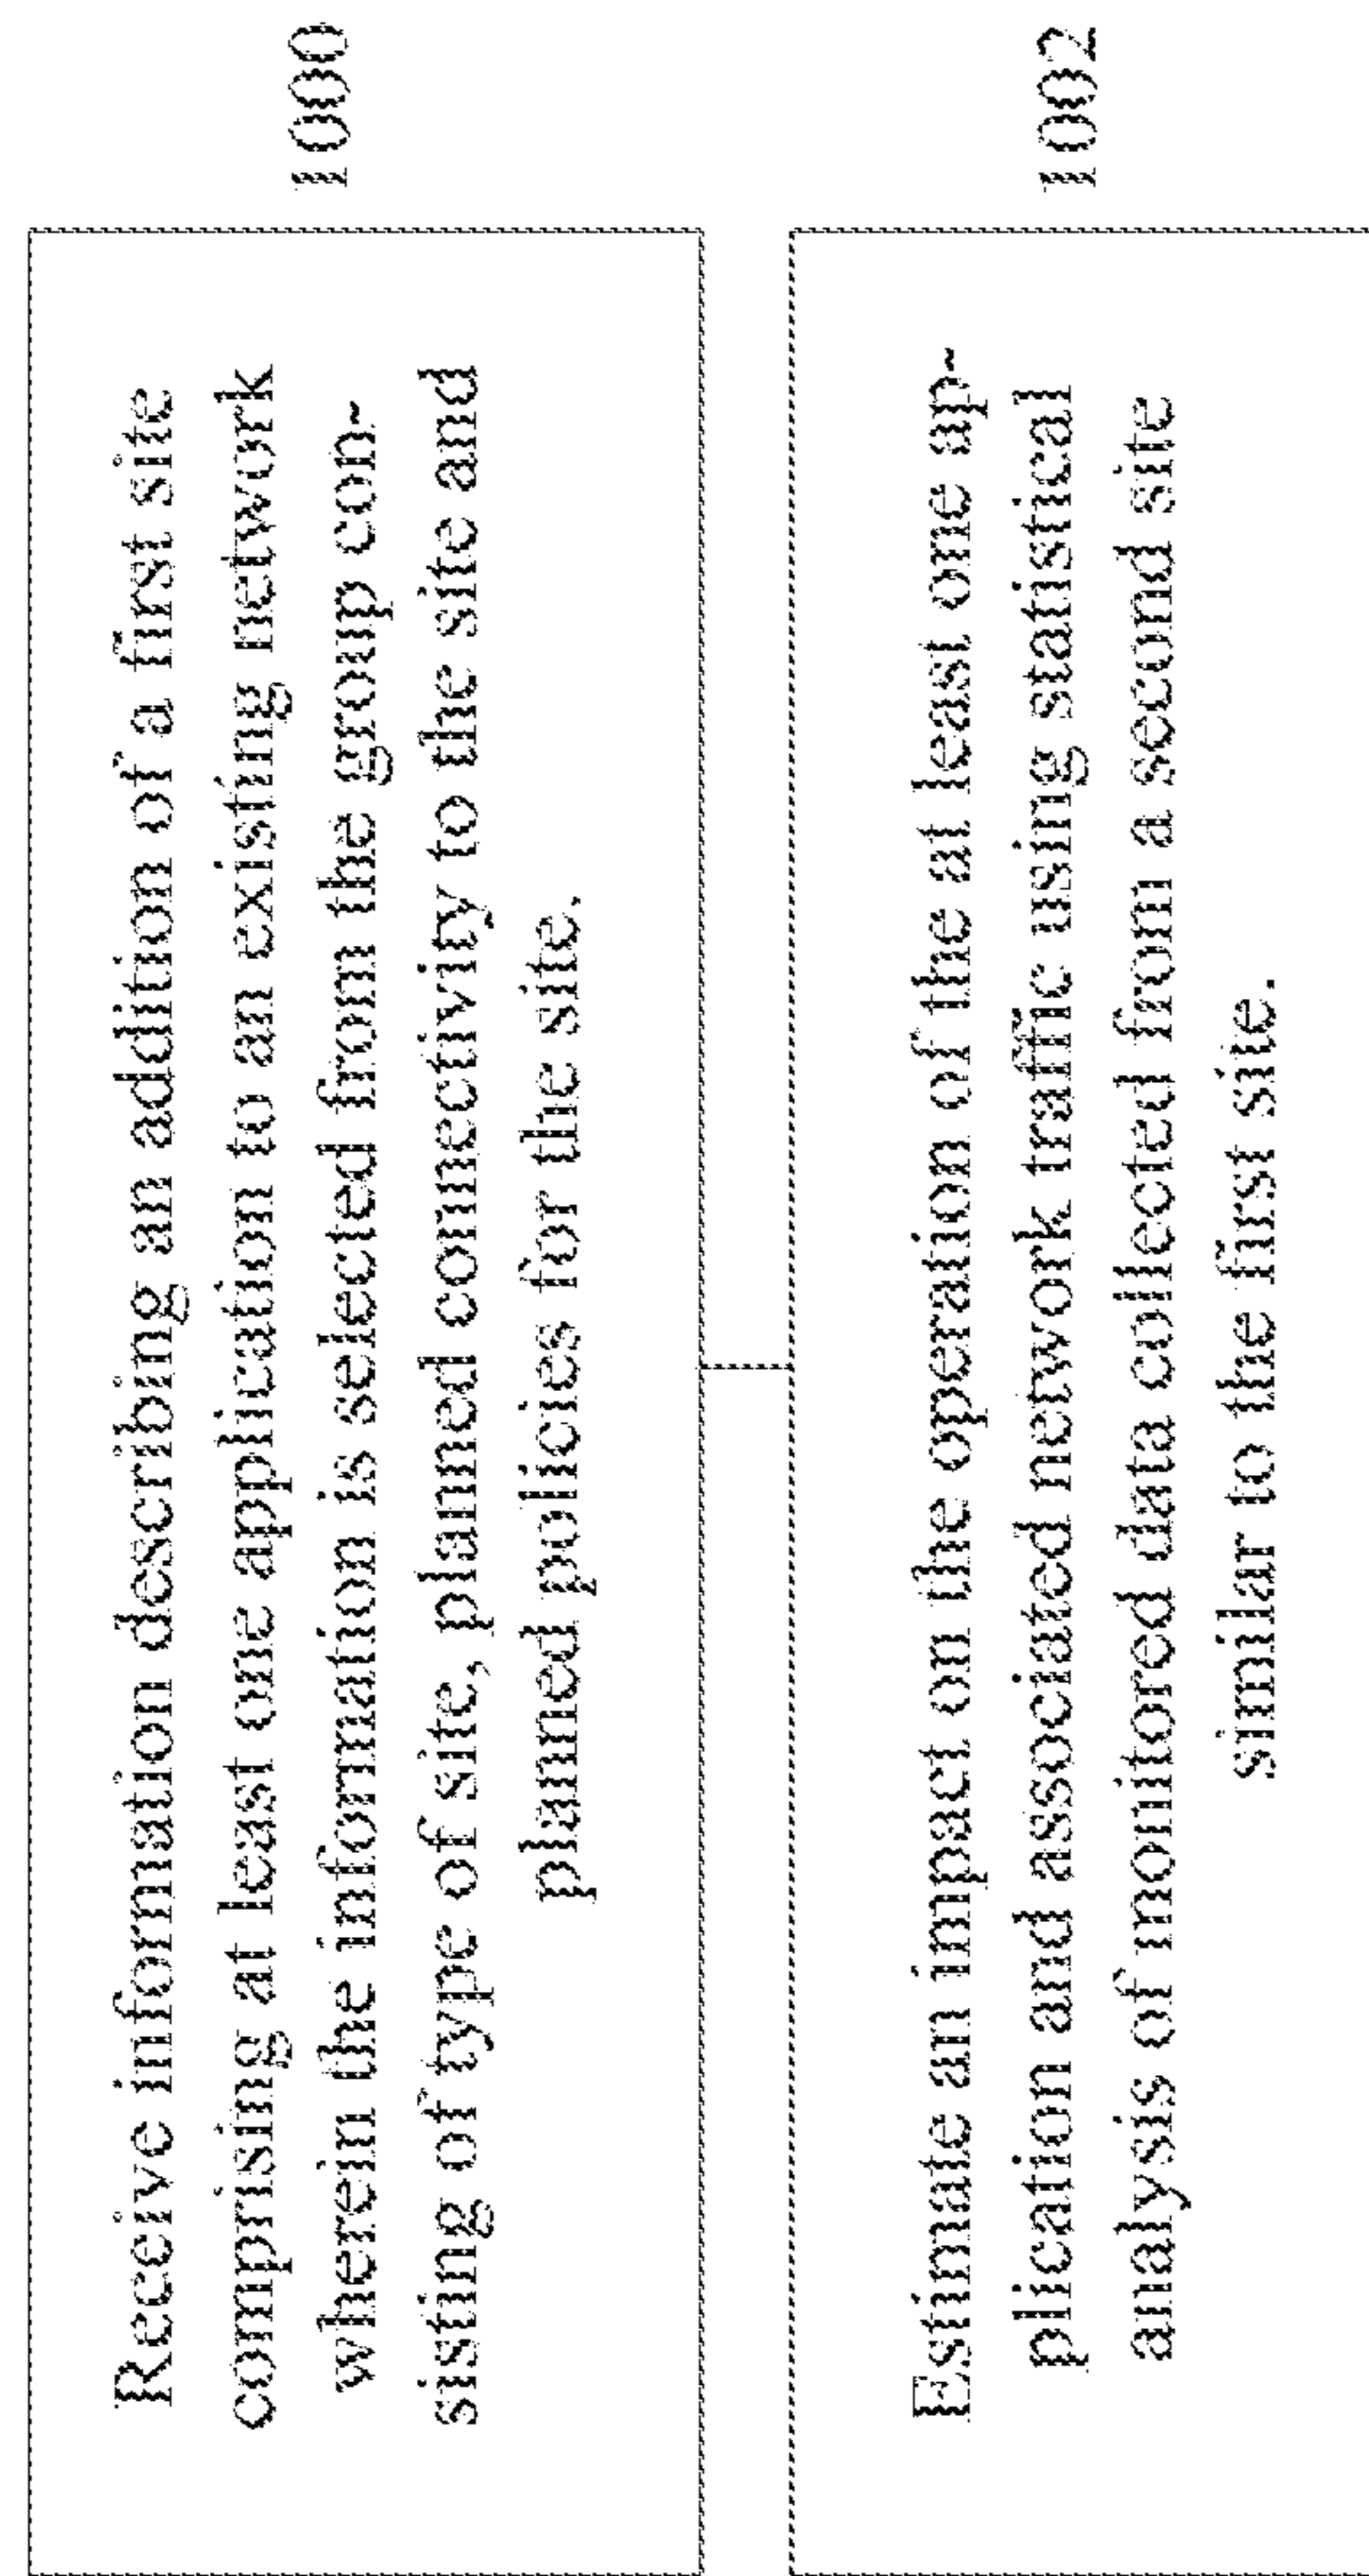 1000
Receive information describing an addition of a first site
comprising at least one application to an existing network
wherein the information is selected from the group con-
sisting of type of site, planned connectivity to the site and
planned policies for the site.
1002
Estimate an impact on the operation of the at least one ap-
plication and associated network traffic using statistical
analysis of monitored data collected from a second site
similar to the first site.